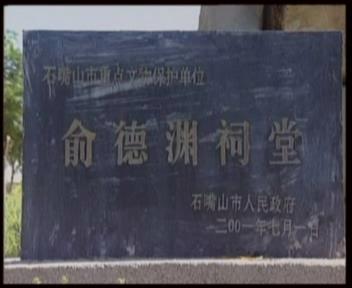 石嘴山市重点文物保护单位
俞德渊祠堂
石嘴山市人民政府
二〇〇一年七月一日